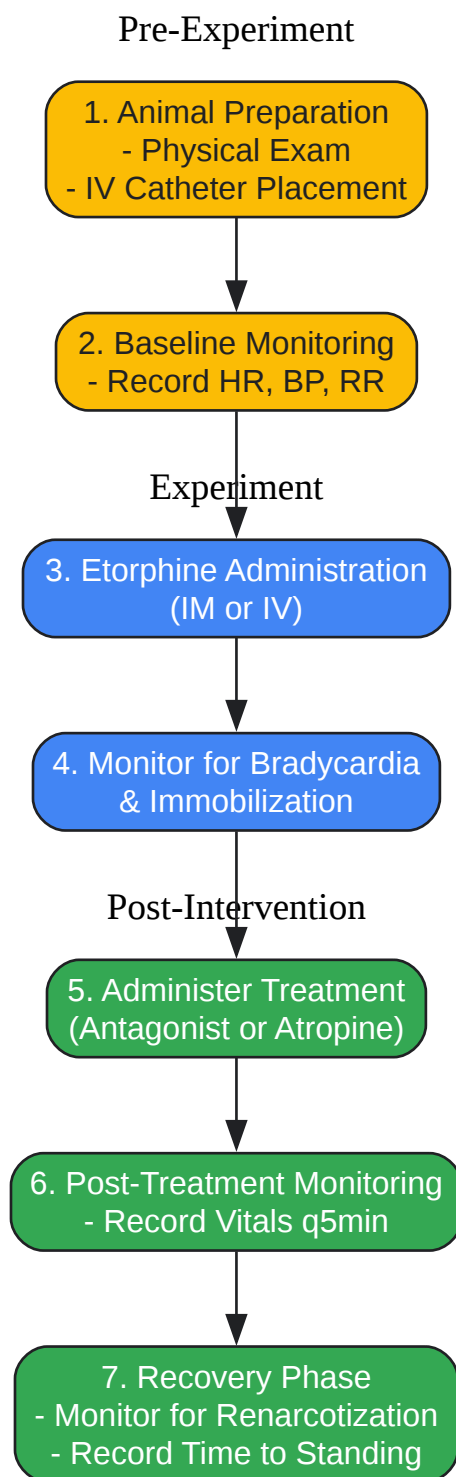 Pre-Experiment
1. Animal Preparation
- Physical Exam
- IV Catheter Placement
2. Baseline Monitoring
- Record HR, BP, RR
Experiment
3. Etorphine Administration
(IM or IV)
4. Monitor for Bradycardia
& Immobilization
Post-Intervention
5. Administer Treatment
(Antagonist or Atropine)
6. Post-Treatment Monitoring
- Record Vitals q5min
7. Recovery Phase
- Monitor for Renarcotization
- Record Time to Standing